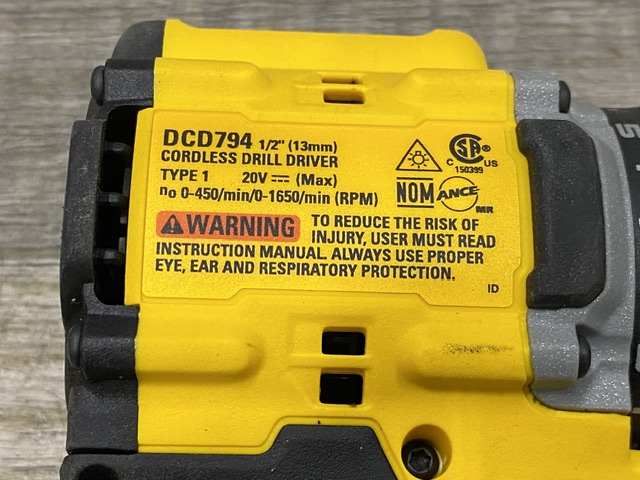 DCD794 1/2" (13mm)
CORDLESS DRILL DRIVER
TYPE 1 20V ⎓ (Max)
no 0-450/min/0-1650/min (RPM)
C US
150399
NOM ANCE
MR
WARNING TO REDUCE THE RISK OF
INJURY, USER MUST READ
INSTRUCTION MANUAL. ALWAYS USE PROPER
EYE, EAR AND RESPIRATORY PROTECTION.
ID